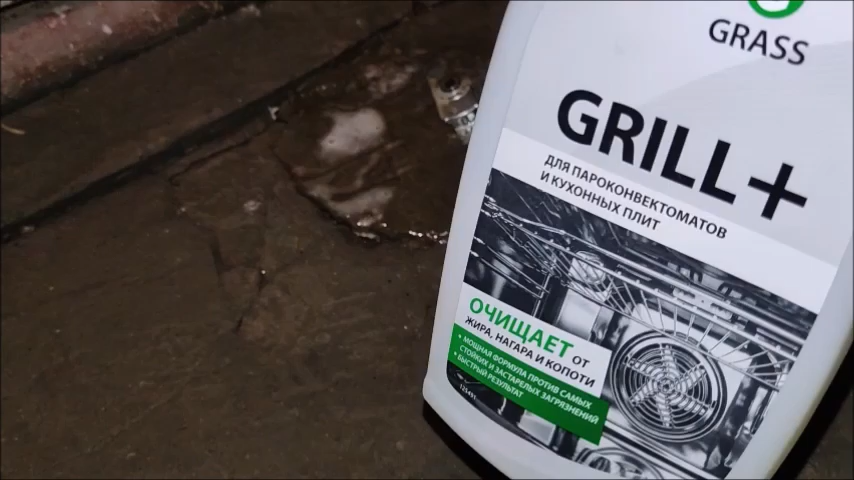 GRASS
GRILL+
ДЛЯ ПАРОКОНВЕКТОМАТОВ
И КУХОННЫХ ПЛИТ
ОЧИЩАЕТ ОТ
ЖИРА, НАГАРА И КОПОТИ
• МОЩНАЯ ФОРМУЛА ПРОТИВ САМЫХ
СТОЙКИХ И ЗАСТАРЕЛЫХ ЗАГРЯЗНЕНИЙ
• БЫСТРЫЙ РЕЗУЛЬТАТ